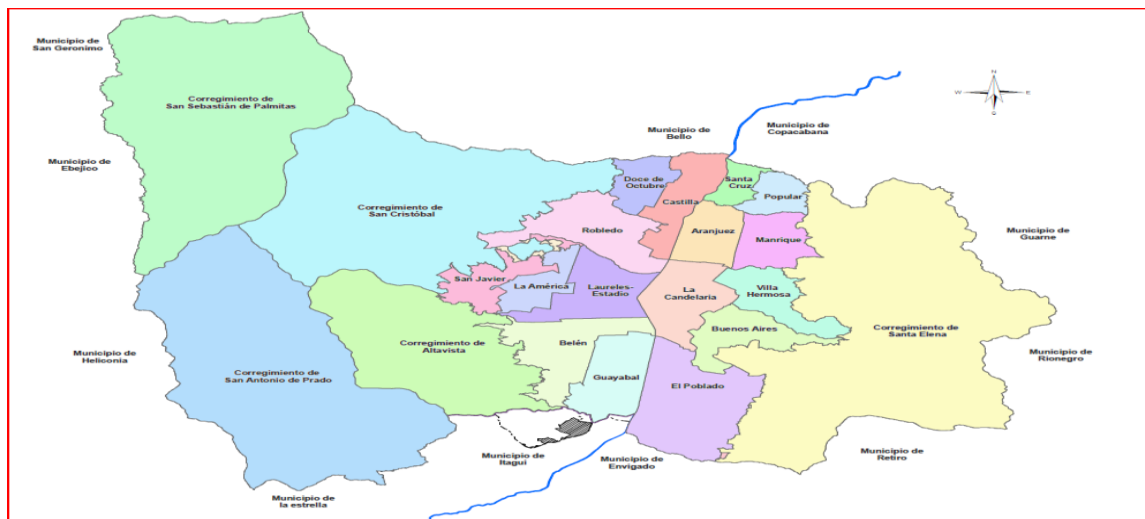 Municipio de
San Geronimo
Corregimiento de
San Sebastián de Palmitas
N
W
E
S
Municipio de
Copacabana
Municipio de
Bello
Municipio de
Ebejico
Doce de
Octubre
Santa
Cruz
Castilla
Popular
Corregimiento de
San Cristóbal
Robledo
Aranjuez
Manrique
Municipio de
Guarne
San Javier
La América
Laureles-
Estadio
La
Candelaria
Villa
Hermosa
Buenos Aires
Corregimiento de
Santa Elena
Municipio de
Heliconia
Corregimiento de
Altavista
Belén
Municipio de
Rionegro
Corregimiento de
San Antonio de Prado
Guayabal
El Poblado
Municipio de
Itagui
Municipio de
Envigado
Municipio de
Retiro
Municipio de
la estrella